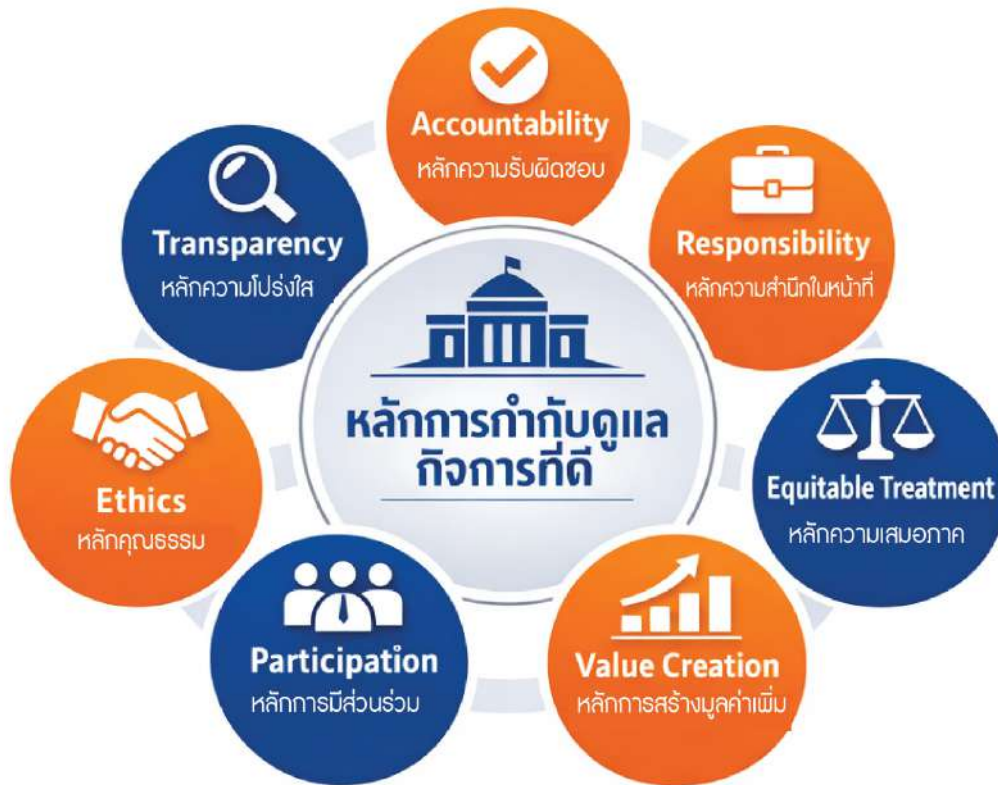 Accountability
หลักความรับผิดชอบ
Responsibility
หลักความสำนึกในหน้าที่
Equitable Treatment
หลักความเสมอภาค
Value Creation
หลักการสร้างมูลค่าเพิ่ม
Participation
หลักการมีส่วนร่วม
Ethics
หลักคุณธรรม
Transparency
หลักความโปร่งใส
หลักการกำกับดูแล
กิจการที่ดี